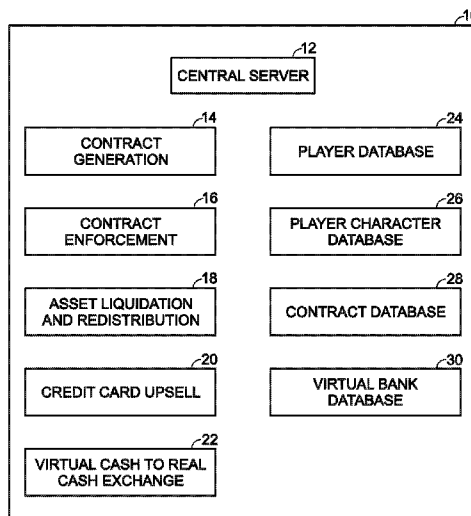 12
CENTRAL SERVER
14
CONTRACT
GENERATION
16
CONTRACT
ENFORCEMENT
18
ASSET LIQUIDATION
AND REDISTRIBUTION
20
CREDIT CARD UPSELL
22
VIRTUAL CASH TO REAL
CASH EXCHANGE
24
PLAYER DATABASE
26
PLAYER CHARACTER
DATABASE
28
CONTRACT DATABASE
30
VIRTUAL BANK
DATABASE